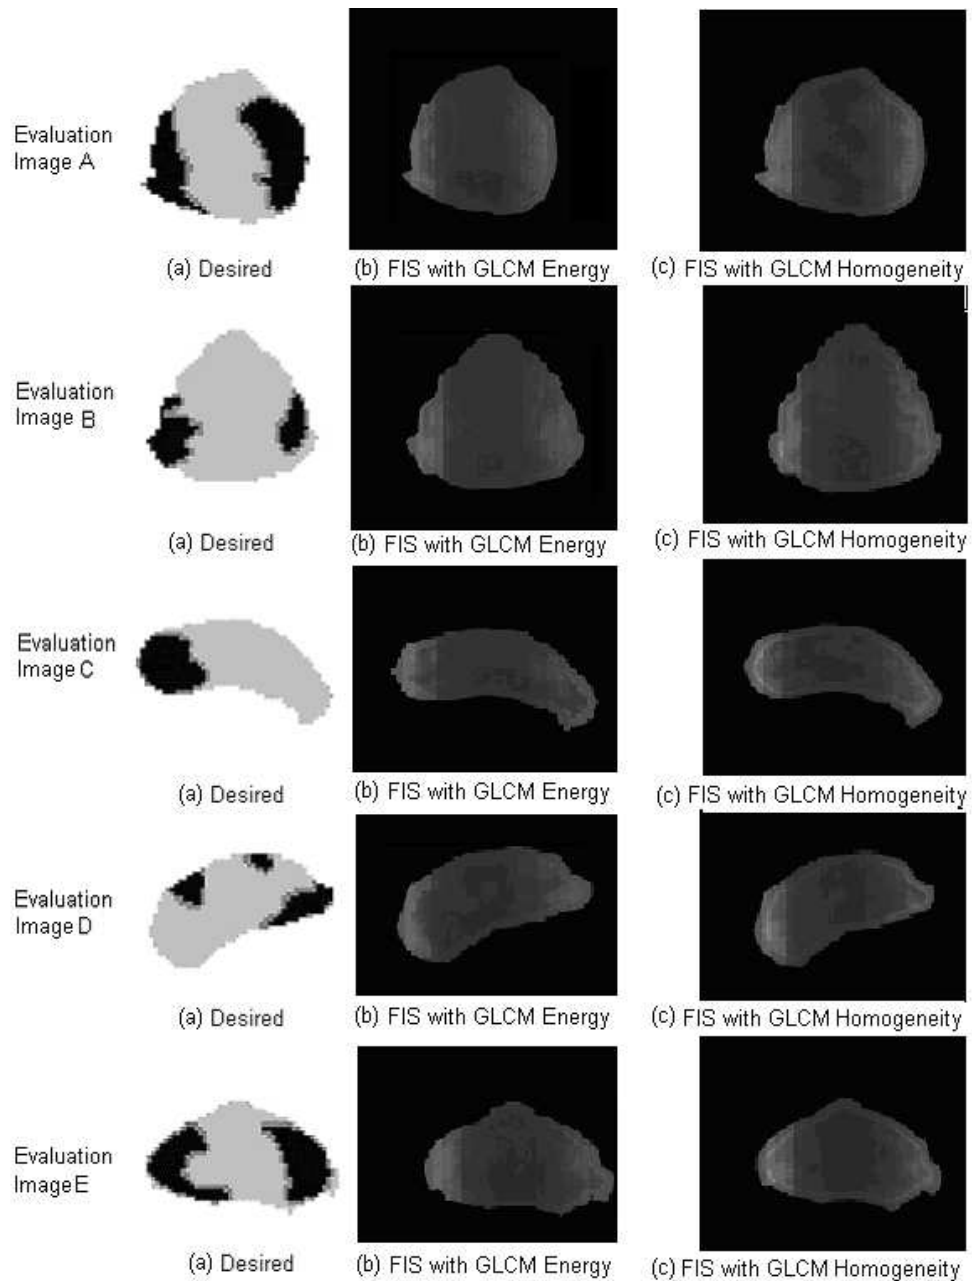 Evaluation
Image A
(a) Desired
(b) FIS with GLCM Energy
(c) FIS with GLCM Homogeneity
Evaluation
Image B
(a) Desired
(b) FIS with GLCM Energy
(c) FIS with GLCM Homogeneity
Evaluation
Image C
(a) Desired
(b) FIS with GLCM Energy
(c) FIS with GLCM Homogeneity
Evaluation
Image D
(a) Desired
(b) FIS with GLCM Energy
(c) FIS with GLCM Homogeneity
Evaluation
Image E
(a) Desired
(b) FIS with GLCM Energy
(c) FIS with GLCM Homogeneity